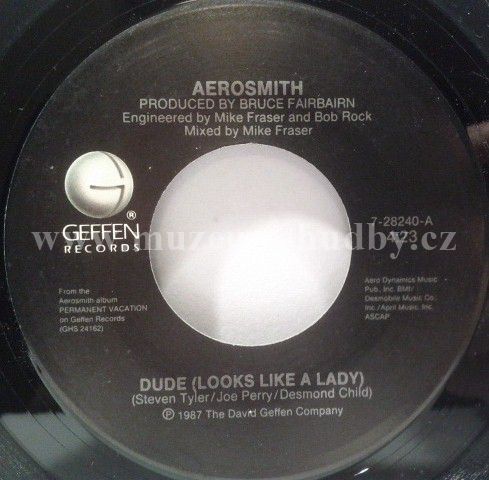 AEROSMITH
PRODUCED BY BRUCE FAIRBAIRN
Engineered by Mike Fraser and Bob Rock
Mixed by Mike Fraser
®
GEFFEN
RECORDS
7-28240-A
4:23
From the
Aerosmith album
PERMANENT VACATION
on Geffen Records
(GHS 24162)
Aero Dynamics Music
Pub., Inc. BMI/
Desmobile Music Co.,
Inc./April Music, Inc.
ASCAP
DUDE (LOOKS LIKE A LADY)
(Steven Tyler/Joe Perry/Desmond Child)
℗ 1987 The David Geffen Company